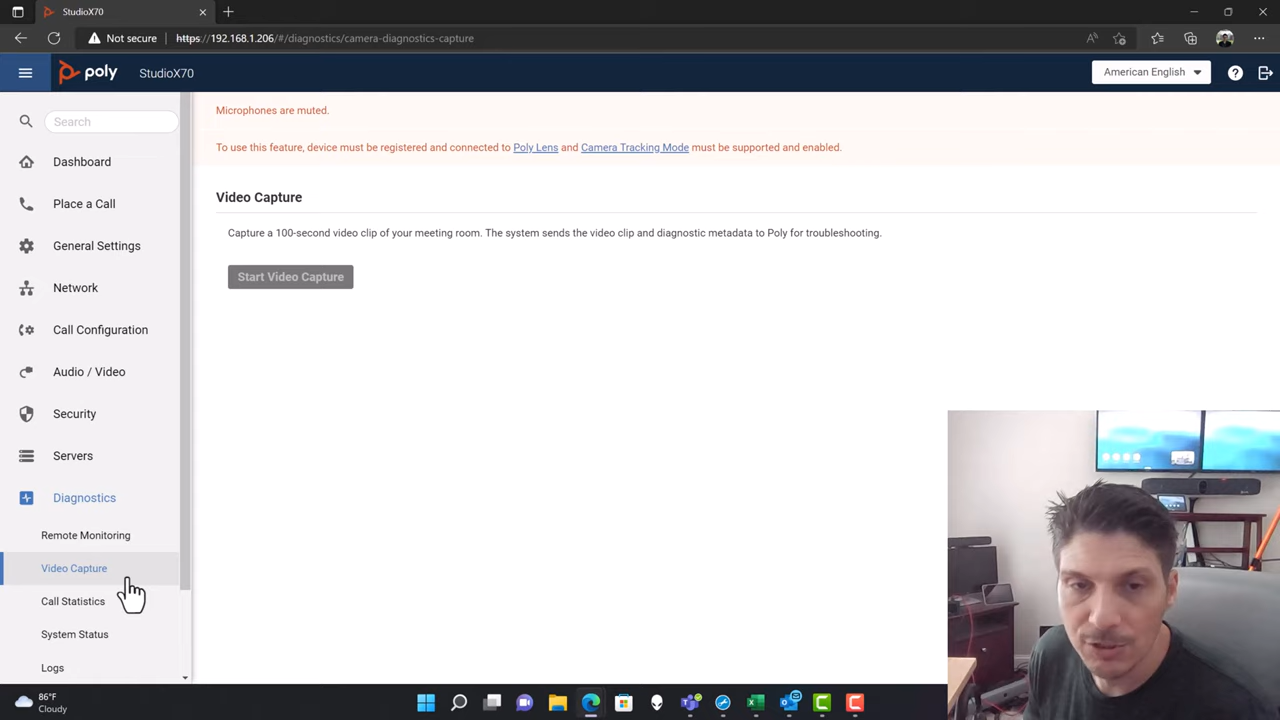 StudioX70
Not secure
https://192.168.1.206/#/diagnostics/camera-diagnostics-capture
poly
StudioX70
American English
Search
Microphones are muted.
To use this feature, device must be registered and connected to Poly Lens and Camera Tracking Mode must be supported and enabled.
Dashboard
Place a Call
General Settings
Network
Call Configuration
Audio / Video
Security
Servers
Diagnostics
Remote Monitoring
Video Capture
Call Statistics
System Status
Logs
Video Capture
Capture a 100-second video clip of your meeting room. The system sends the video clip and diagnostic metadata to Poly for troubleshooting.
Start Video Capture
86°F
Cloudy